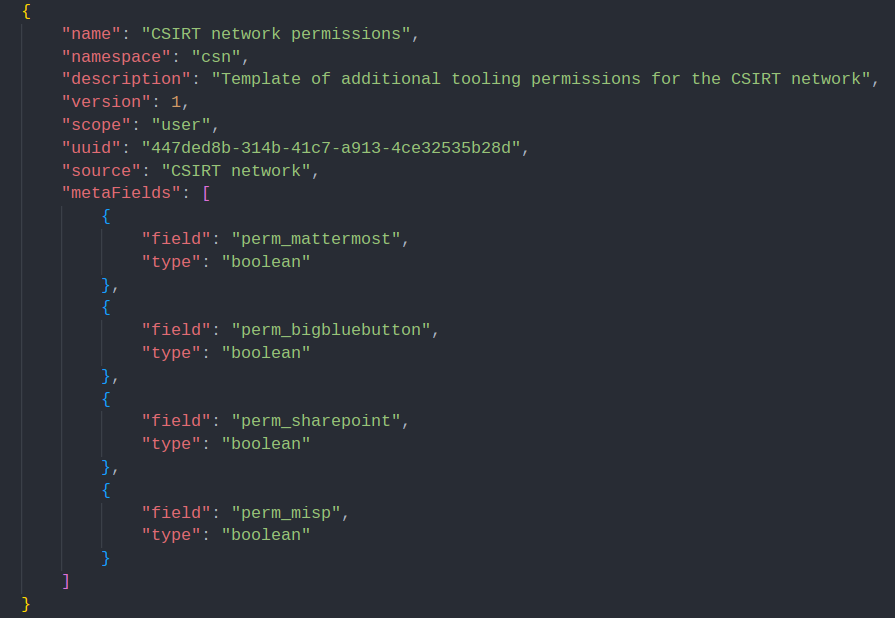 {
    "name": "CSIRT network permissions",
    "namespace": "csn",
    "description": "Template of additional tooling permissions for the CSIRT network",
    "version": 1,
    "scope": "user",
    "uuid": "447ded8b-314b-41c7-a913-4ce32535b28d",
    "source": "CSIRT network",
    "metaFields": [
        {
            "field": "perm_mattermost",
            "type": "boolean"
        },
        {
            "field": "perm_bigbluebutton",
            "type": "boolean"
        },
        {
            "field": "perm_sharepoint",
            "type": "boolean"
        },
        {
            "field": "perm_misp",
            "type": "boolean"
        }
    ]
}